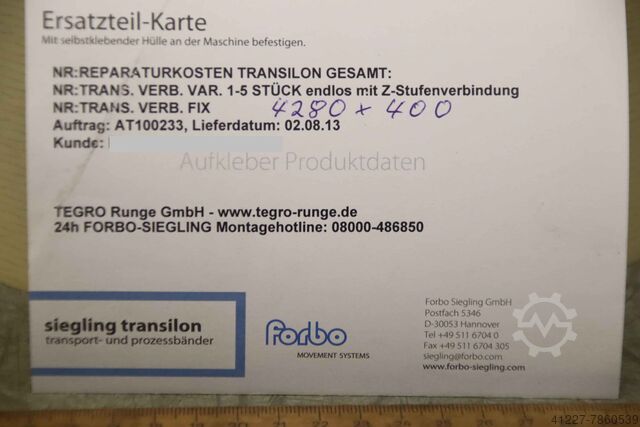 Ersatzteil-Karte
Mit selbstklebender Hülle an der Maschine befestigen.
NR:REPARATURKOSTEN TRANSILON GESAMT:
NR:TRANS. VERB. VAR. 1-5 STÜCK endlos mit Z-Stufenverbindung
NR:TRANS. VERB. FIX 4280 x 400
Auftrag: AT100233, Lieferdatum: 02.08.13
Kunde:
Aufkleber Produktdaten
TEGRO Runge GmbH - www.tegro-runge.de
24h FORBO-SIEGLING Montagehotline: 08000-486850
siegling transilon
transport- und prozessbänder
Forbo
MOVEMENT SYSTEMS
Forbo Siegling GmbH
Postfach 5346
D-30053 Hannover
Tel +49 511 6704 0
Fax +49 511 6704 305
siegling@forbo.com
www.forbo-siegling.com
41227-7860539